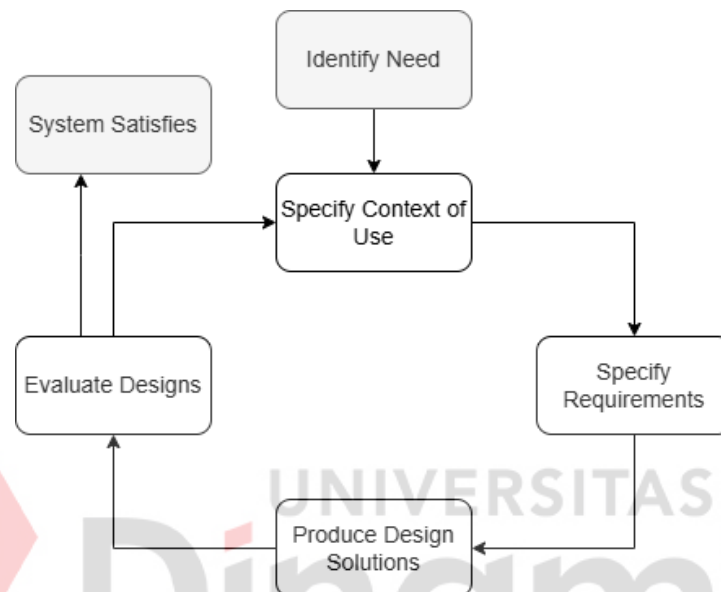 Identify Need
System Satisfies
Specify Context of
Use
Evaluate Designs
Specify
Requirements
UNIVERSITAS
Produce Design
Solutions